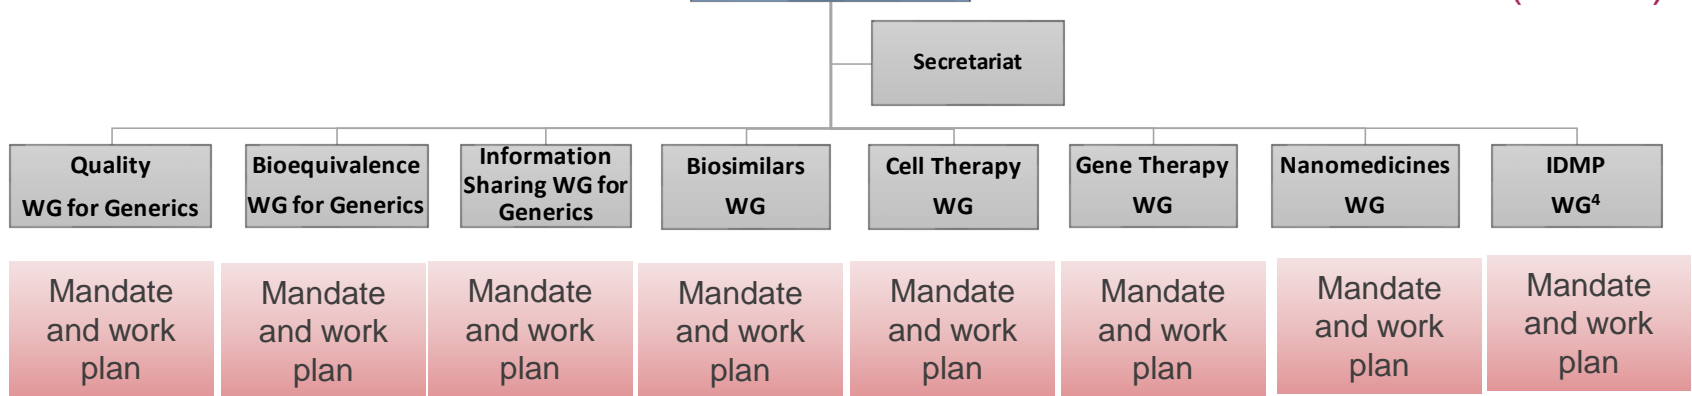 Secretariat
Quality
WG for Generics
Bioequivalence
WG for Generics
Information
Sharing WG for
Generics
Biosimilars
WG
Cell Therapy
WG
Gene Therapy
WG
Nanomedicines
WG
IDMP
WG⁴
Mandate
and work
plan
Mandate
and work
plan
Mandate
and work
plan
Mandate
and work
plan
Mandate
and work
plan
Mandate
and work
plan
Mandate
and work
plan
Mandate
and work
plan